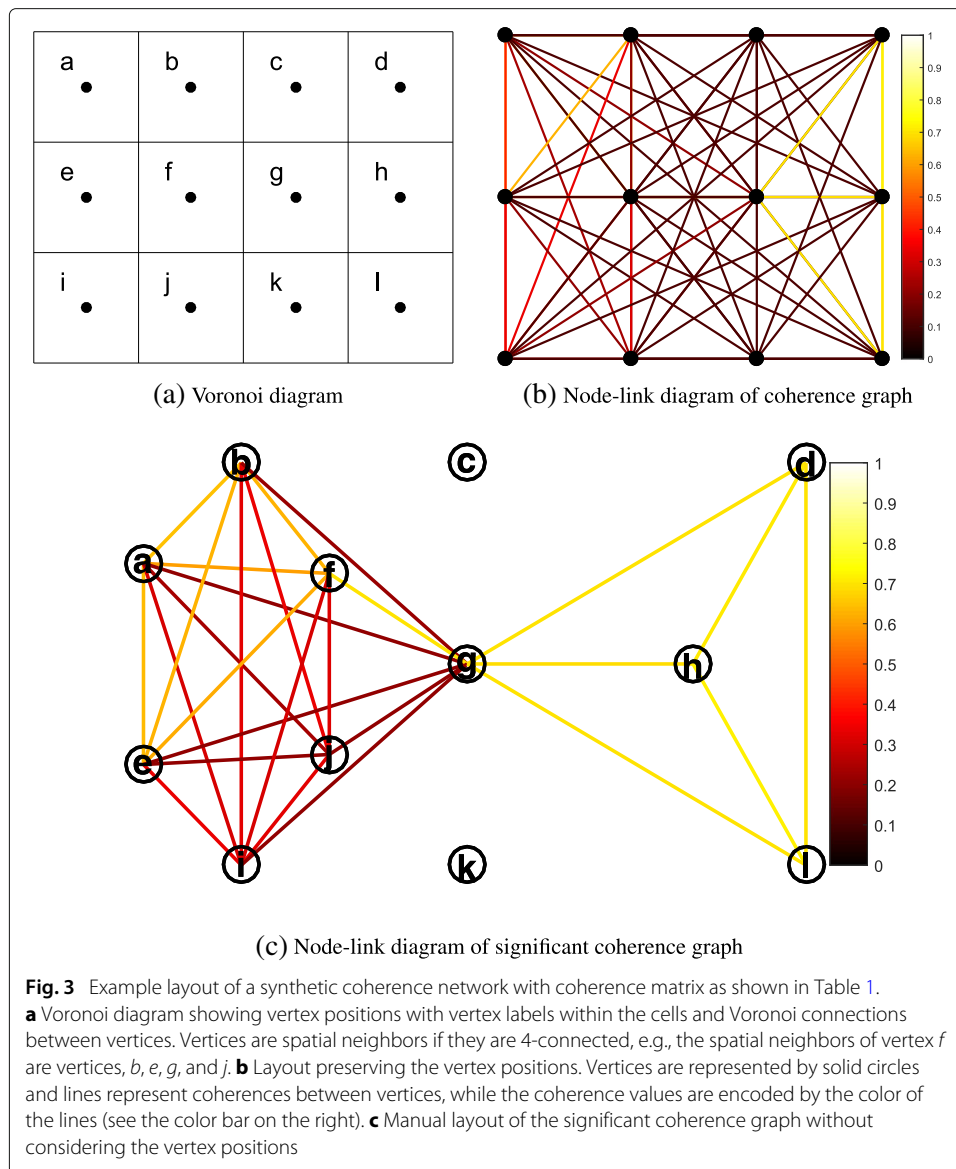 a b c d
e f g h
i j k l
(a) Voronoi diagram
1
0.9
0.8
0.7
0.6
0.5
0.4
0.3
0.2
0.1
0
(b) Node-link diagram of coherence graph
b c d
a f
g h
e j
i k l
1
0.9
0.8
0.7
0.6
0.5
0.4
0.3
0.2
0.1
0
(c) Node-link diagram of significant coherence graph
Fig. 3 Example layout of a synthetic coherence network with coherence matrix as shown in Table 1.
a Voronoi diagram showing vertex positions with vertex labels within the cells and Voronoi connections
between vertices. Vertices are spatial neighbors if they are 4-connected, e.g., the spatial neighbors of vertex f
are vertices, b, e, g, and j. b Layout preserving the vertex positions. Vertices are represented by solid circles
and lines represent coherences between vertices, while the coherence values are encoded by the color of
the lines (see the color bar on the right). c Manual layout of the significant coherence graph without
considering the vertex positions